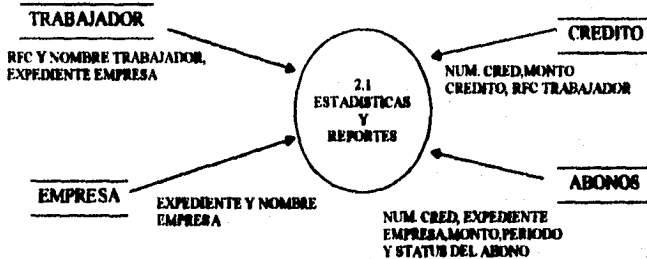 TRABAJADOR
RFC Y NOMBRE TRABAJADOR,
EXPEDIENTE EMPRESA
CREDITO
NUM. CRED,MONTO
CREDITO, RFC TRABAJADOR
2.1
ESTADISTICAS
Y
REPORTES
EMPRESA
EXPEDIENTE Y NOMBRE
EMPRESA
ABONOS
NUM. CRED, EXPEDIENTE
EMPRESA,MONTO,PERIODO
Y STATUS DEL ABONO